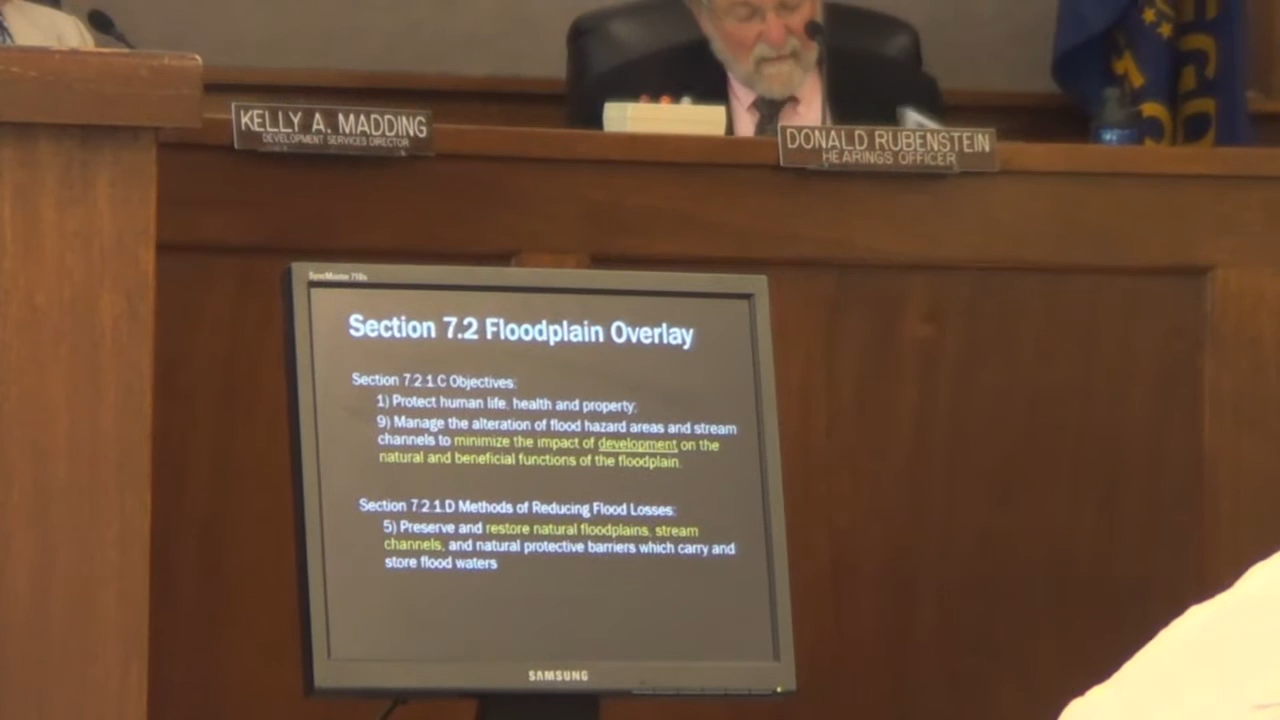 KELLY A. MADDING
DEVELOPMENT SERVICES DIRECTOR
DONALD RUBENSTEIN
HEARINGS OFFICER
SyncMaster 710n
Section 7.2 Floodplain Overlay
Section 7.2.1.C Objectives:
1) Protect human life, health and property;
9) Manage the alteration of flood hazard areas and stream
channels to minimize the impact of development on the
natural and beneficial functions of the floodplain.
Section 7.2.1.D Methods of Reducing Flood Losses:
5) Preserve and restore natural floodplains, stream
channels, and natural protective barriers which carry and
store flood waters
SAMSUNG